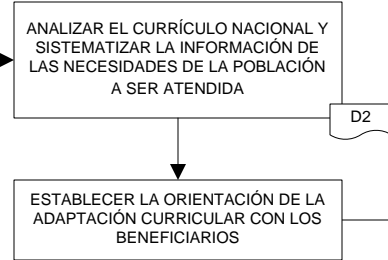 ANALIZAR EL CURRÍCULO NACIONAL Y
SISTEMATIZAR LA INFORMACIÓN DE
LAS NECESIDADES DE LA POBLACIÓN
A SER ATENDIDA
D2
ESTABLECER LA ORIENTACIÓN DE LA
ADAPTACIÓN CURRICULAR CON LOS
BENEFICIARIOS